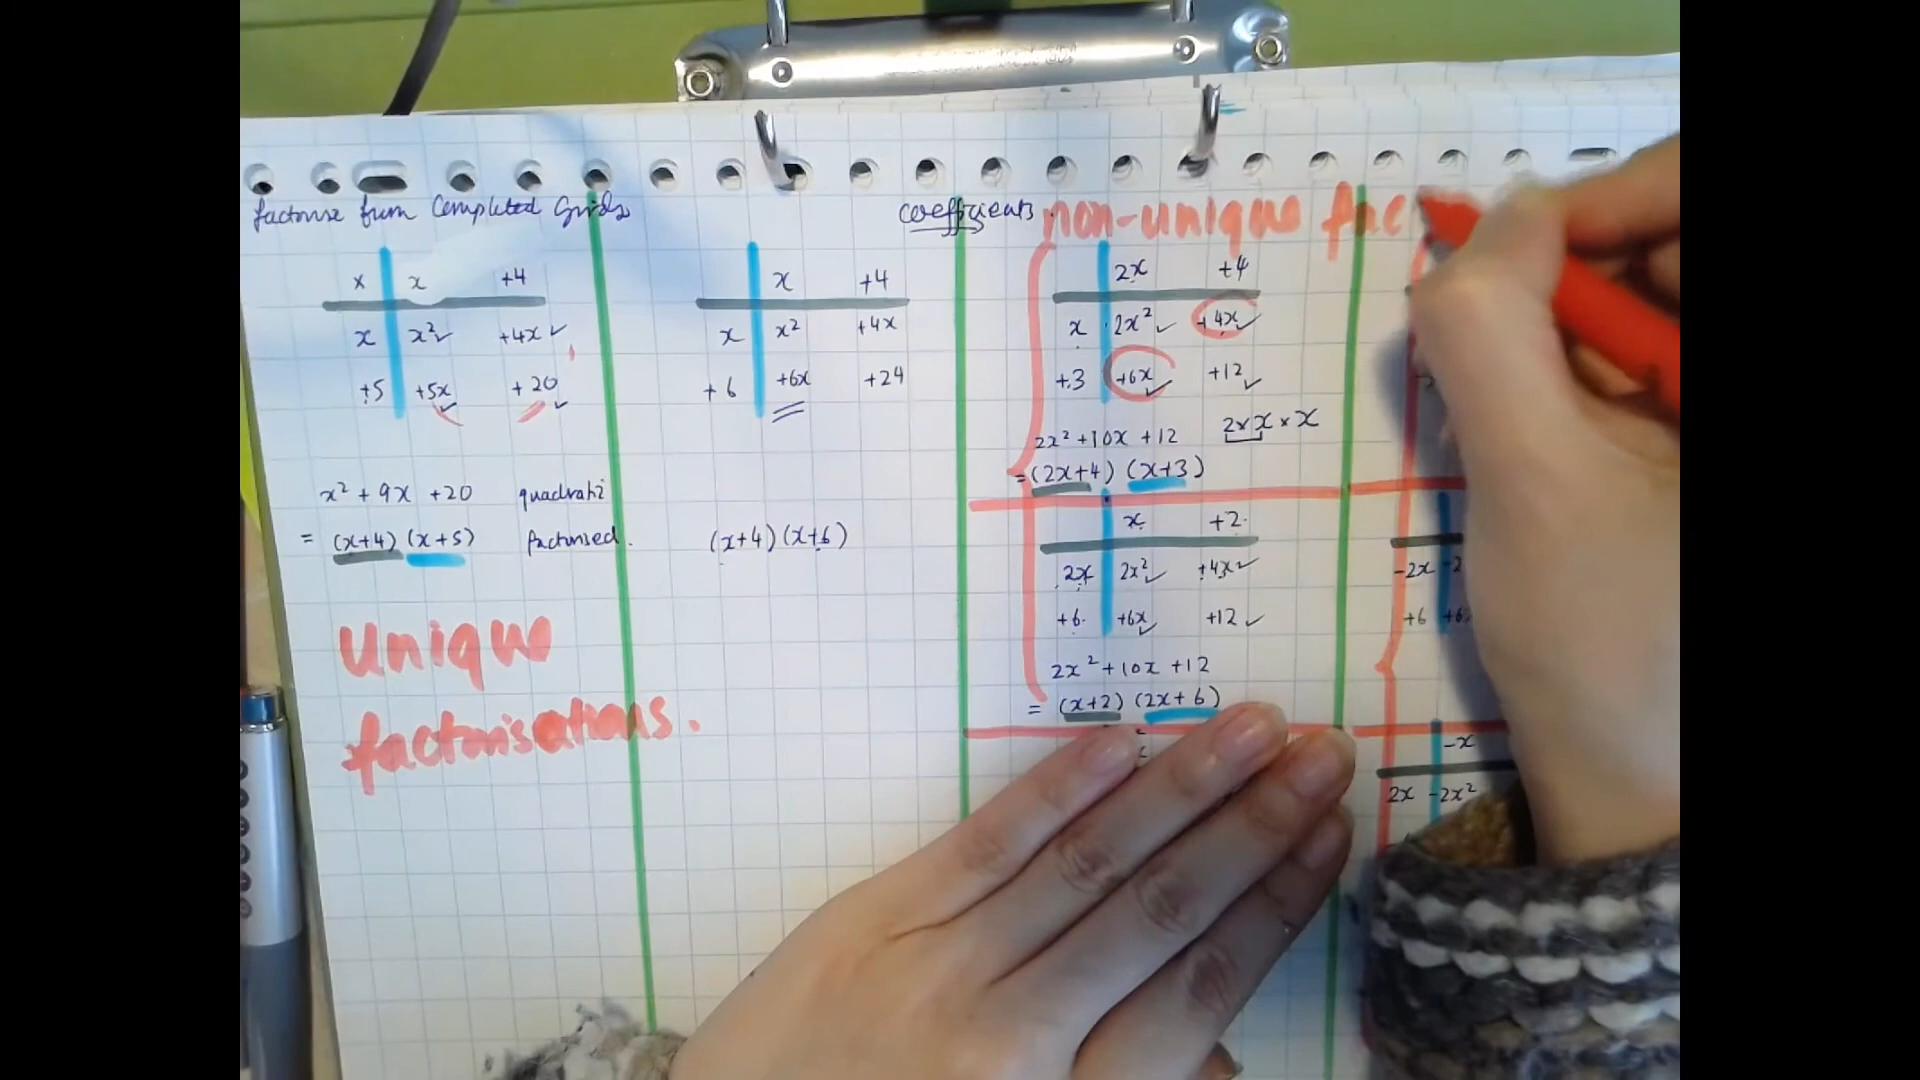 factorise from Completed Grids
x x +4
x x² +4x
+5 +5x +20
x² + 9x +20 quadratic
= (x+4) (x+5) factorised.
unique
factorisations.
x +4
x x² +4x
+6 +6x +24
(x+4)(x+6)
coefficients.
non-unique fac
2x +4
x 2x² +4x
+3 +6x +12
2x² +10x +12 2 x x x x
=(2x+4) (x+3)
x +2
2x 2x² +4x
+6 +6x +12
2x² +10x +12
= (x+2) (2x+6)
-2x -2
+6 +6
-x
2x -2x²